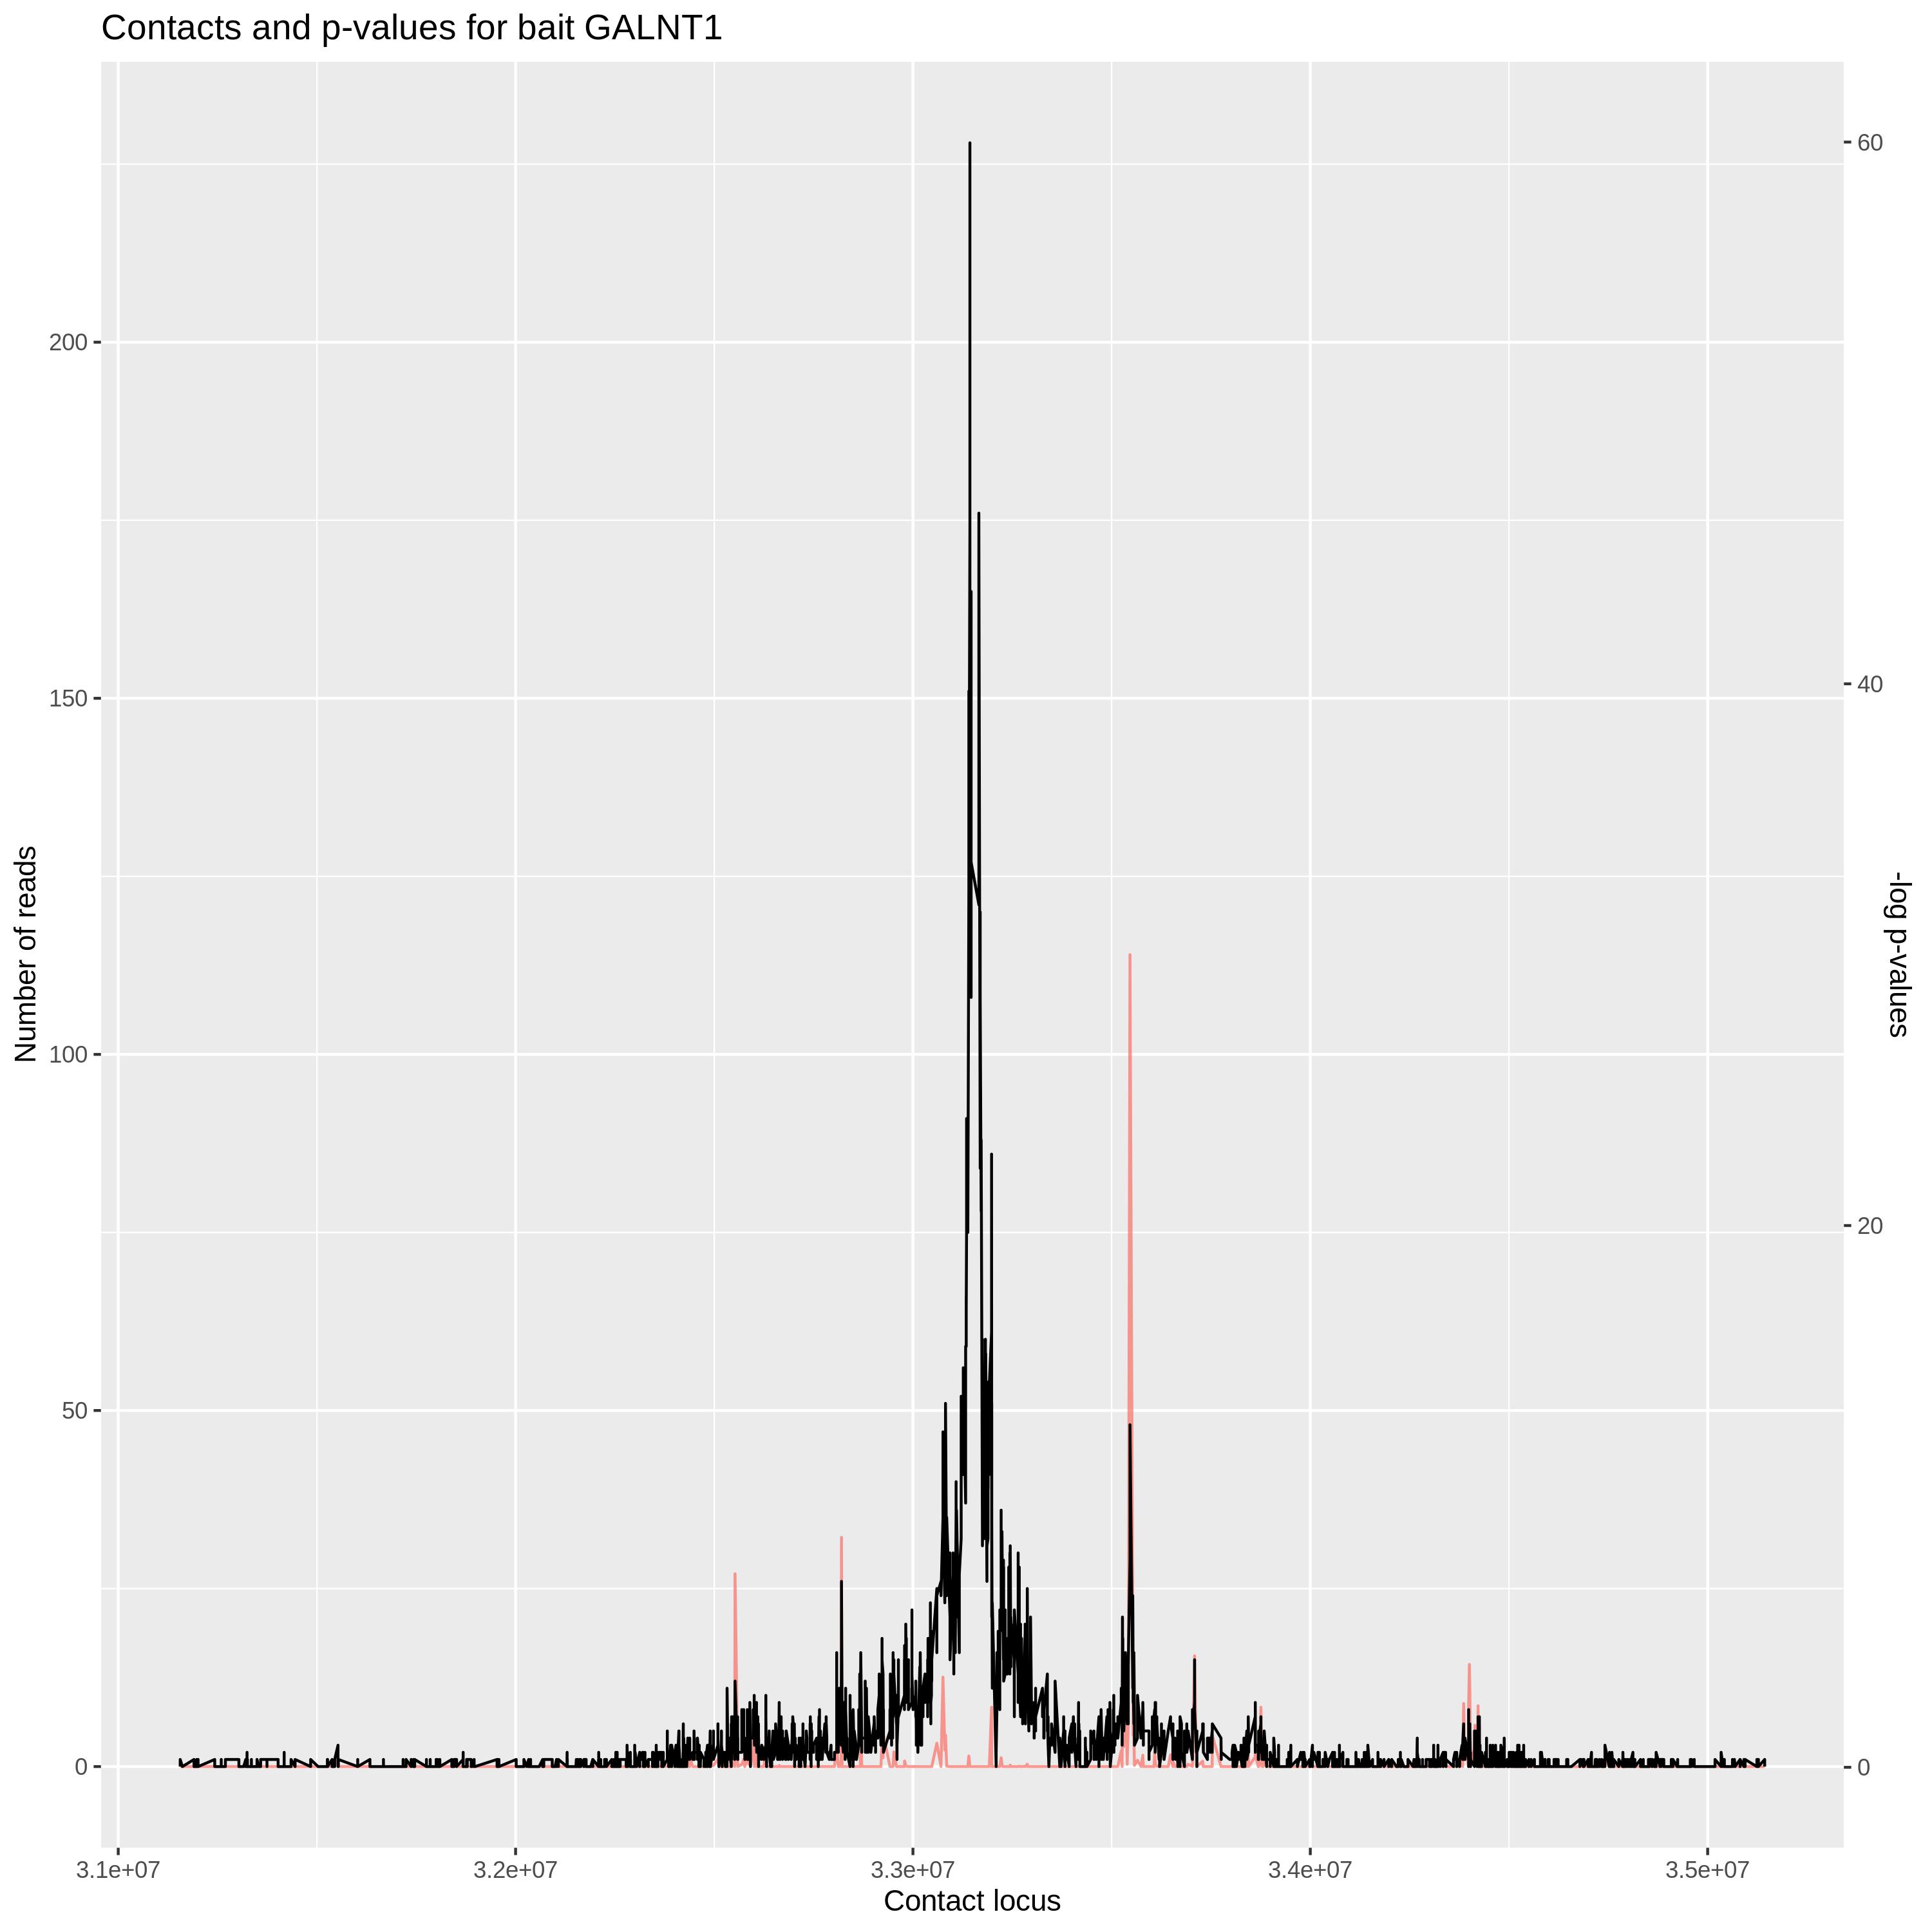 Contacts and p-values for bait GALNT1
60
200
150
40
Number of reads
-log p-values
100
20
50
0
0
3.1e+07
3.2e+07
3.3e+07
3.4e+07
3.5e+07
Contact locus